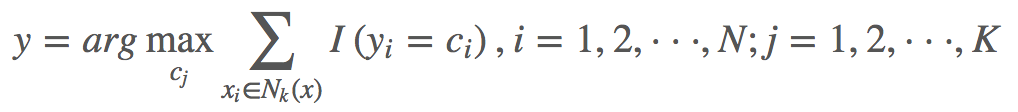 y = arg max_{c_j} ∑_{x_i∈N_k(x)} I (y_i = c_i) , i = 1, 2, · · ·, N; j = 1, 2, · · ·, K